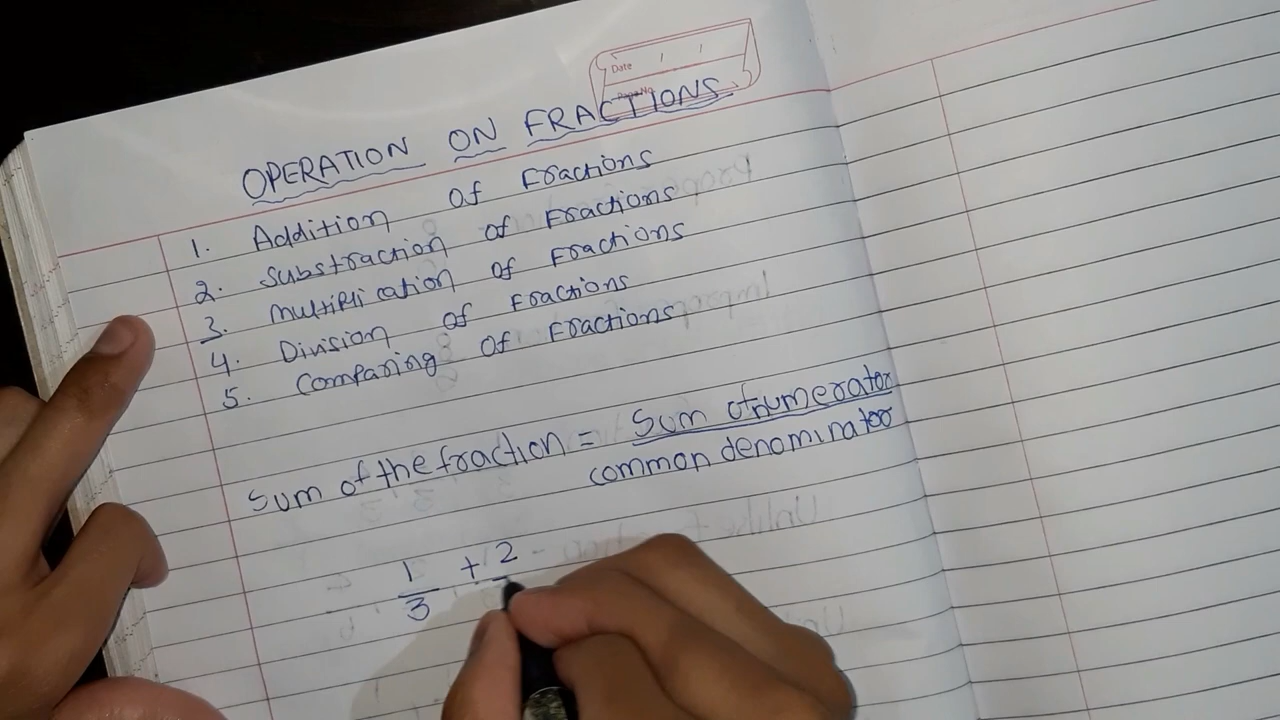 Date / /
Page No.
OPERATION ON FRACTIONS
1. Addition of Fractions
2. Substraction of Fractions
3. Multiplication of Fractions
4. Division of Fractions
5. Comparing of Fractions
Sum of the fraction = Sum of numerator
common denominator
1 + 2
3